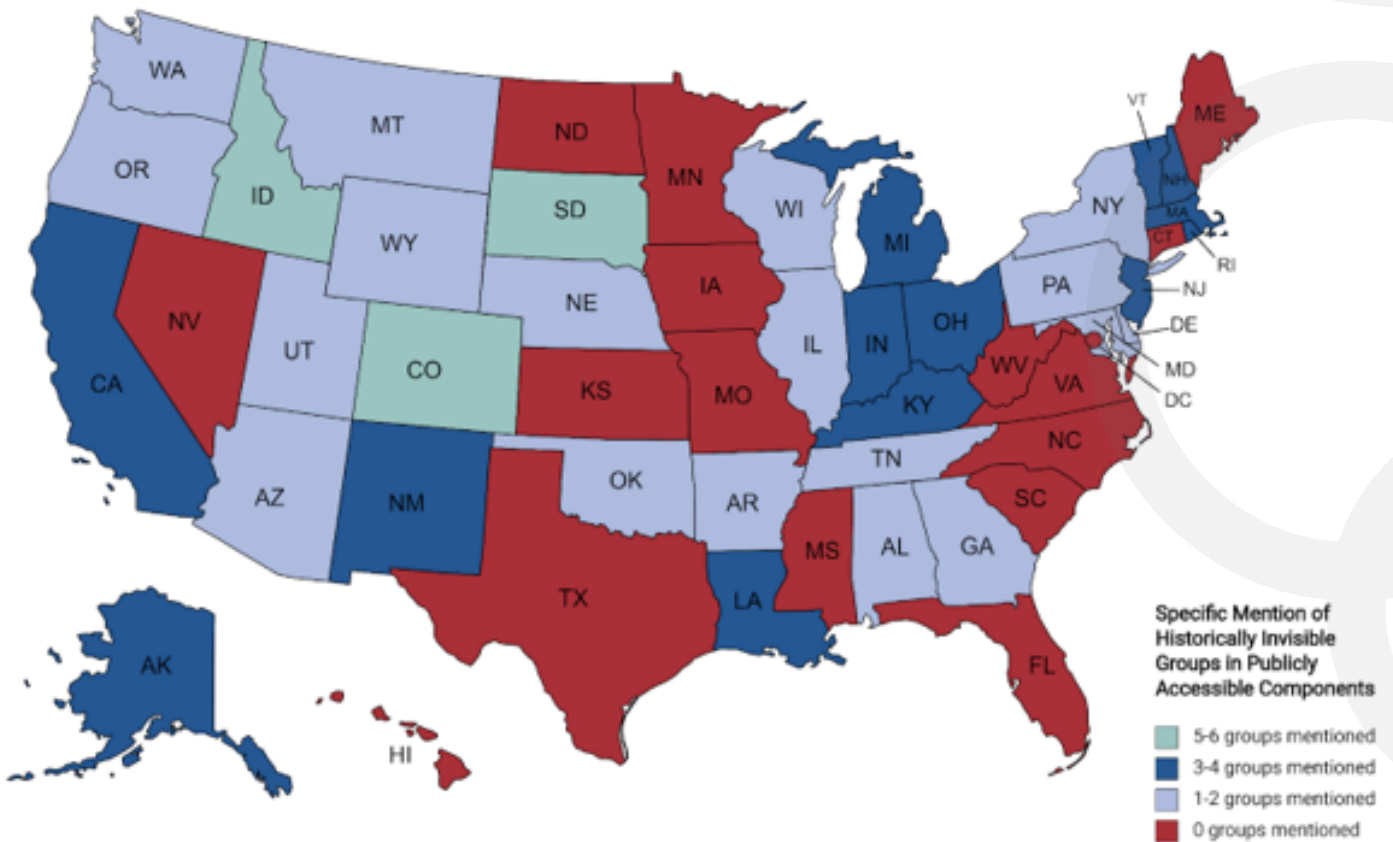 WA
MT
ND
MN
VT
ME
OR
ID
SD
WI
NY
NH
MA
CT
RI
WY
MI
IA
PA
NJ
NE
NV
UT
CO
IL
IN
OH
DE
MD
DC
CA
KS
MO
WV
VA
KY
NC
TN
AZ
NM
OK
AR
SC
MS
AL
GA
TX
LA
FL
AK
HI
Specific Mention of
Historically Invisible
Groups in Publicly
Accessible Components
5-6 groups mentioned
3-4 groups mentioned
1-2 groups mentioned
0 groups mentioned